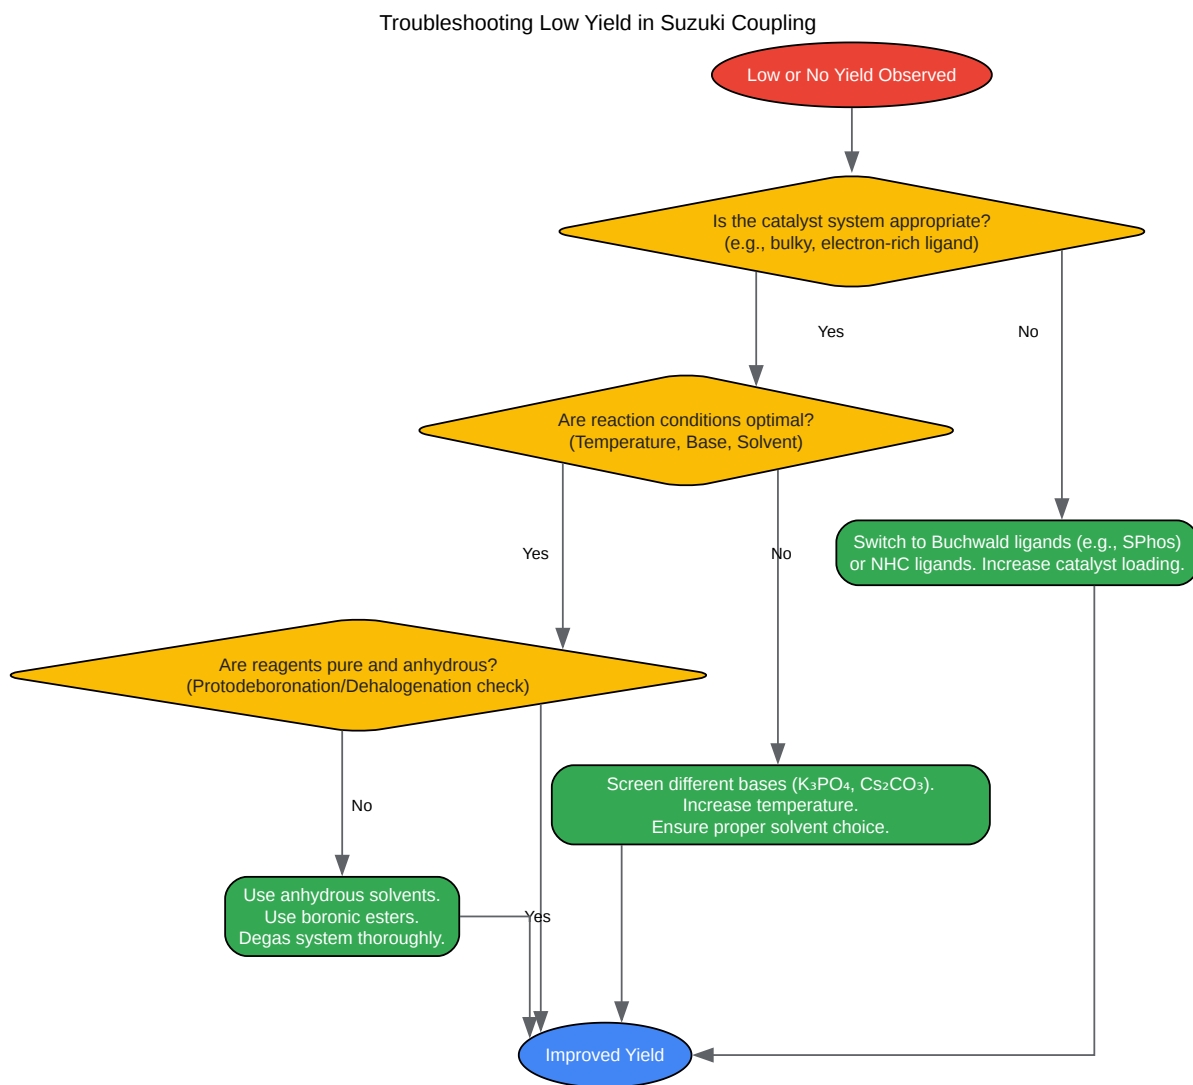 Troubleshooting Low Yield in Suzuki Coupling
Low or No Yield Observed
Is the catalyst system appropriate?
(e.g., bulky, electron-rich ligand)
Yes
No
Are reaction conditions optimal?
(Temperature, Base, Solvent)
Yes
No
Switch to Buchwald ligands (e.g., SPhos)
or NHC ligands. Increase catalyst loading.
Are reagents pure and anhydrous?
(Protodeboronation/Dehalogenation check)
No
Yes
Screen different bases (K₃PO₄, Cs₂CO₃).
Increase temperature.
Ensure proper solvent choice.
Use anhydrous solvents.
Use boronic esters.
Degas system thoroughly.
Improved Yield